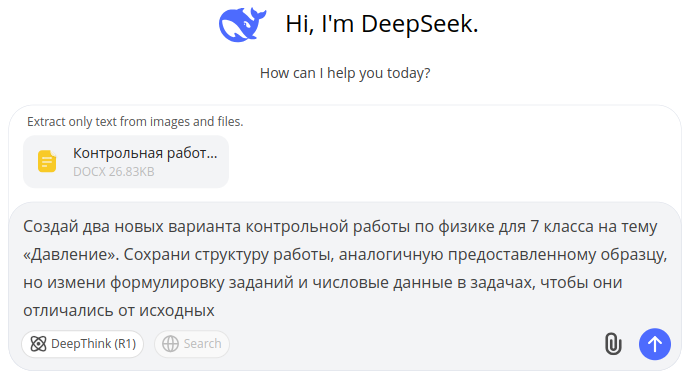 Hi, I'm DeepSeek.
How can I help you today?
Extract only text from images and files.
Контрольная работ...
DOCX 26.83KB
Создай два новых варианта контрольной работы по физике для 7 класса на тему
«Давление». Сохрани структуру работы, аналогичную предоставленному образцу,
но измени формулировку заданий и числовые данные в задачах, чтобы они
отличались от исходных
DeepThink (R1) Search